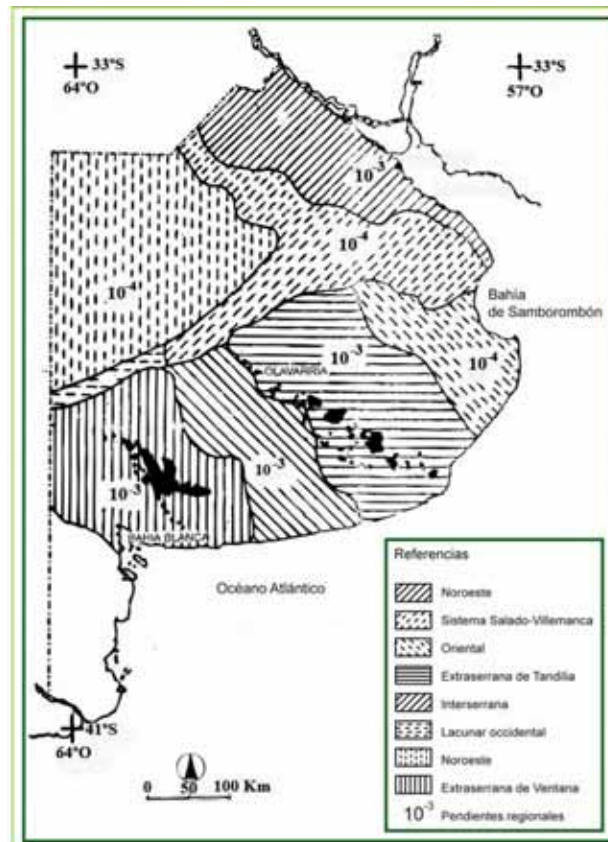 33°S
64°O
33°S
57°O
10⁻³
10⁻⁴
Bahía
de Samborombón
10⁻⁴
10⁻³
OLAVARRIA
10⁻⁴
10⁻³
10⁻³
BAHIA BLANCA
Océano Atlántico
41°S
64°O
0 50 100 Km
Referencias
Noroeste
Sistema Salado-Villemanca
Oriental
Extraserrana de Tandilia
Interserrana
Lacunar occidental
Noroeste
Extraserrana de Ventana
10⁻³ Pendientes regionales